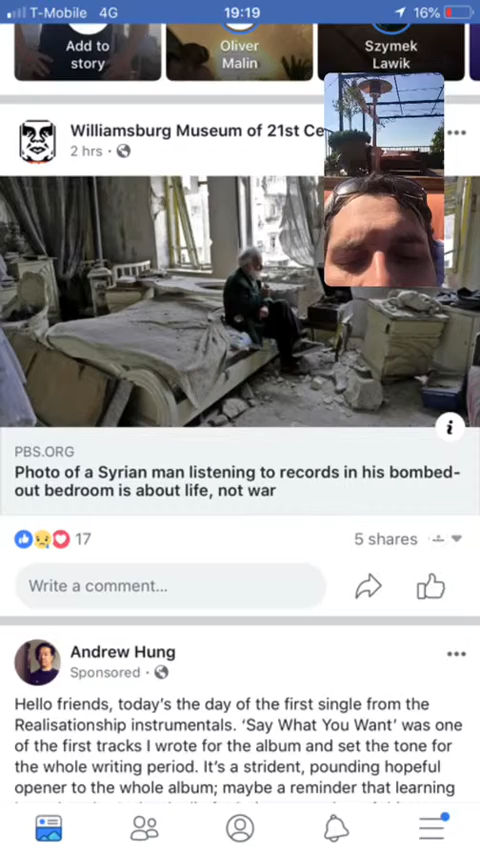 T-Mobile 4G 19:19 16%
Add to
story
Oliver
Malin
Szymek
Lawik
Williamsburg Museum of 21st Ce
2 hrs ·
PBS.ORG
Photo of a Syrian man listening to records in his bombed-
out bedroom is about life, not war
17
5 shares
Write a comment...
Andrew Hung
Sponsored ·
Hello friends, today's the day of the first single from the
Realisationship instrumentals. ‘Say What You Want’ was one
of the first tracks I wrote for the album and set the tone for
the whole writing period. It's a strident, pounding hopeful
opener to the whole album; maybe a reminder that learning